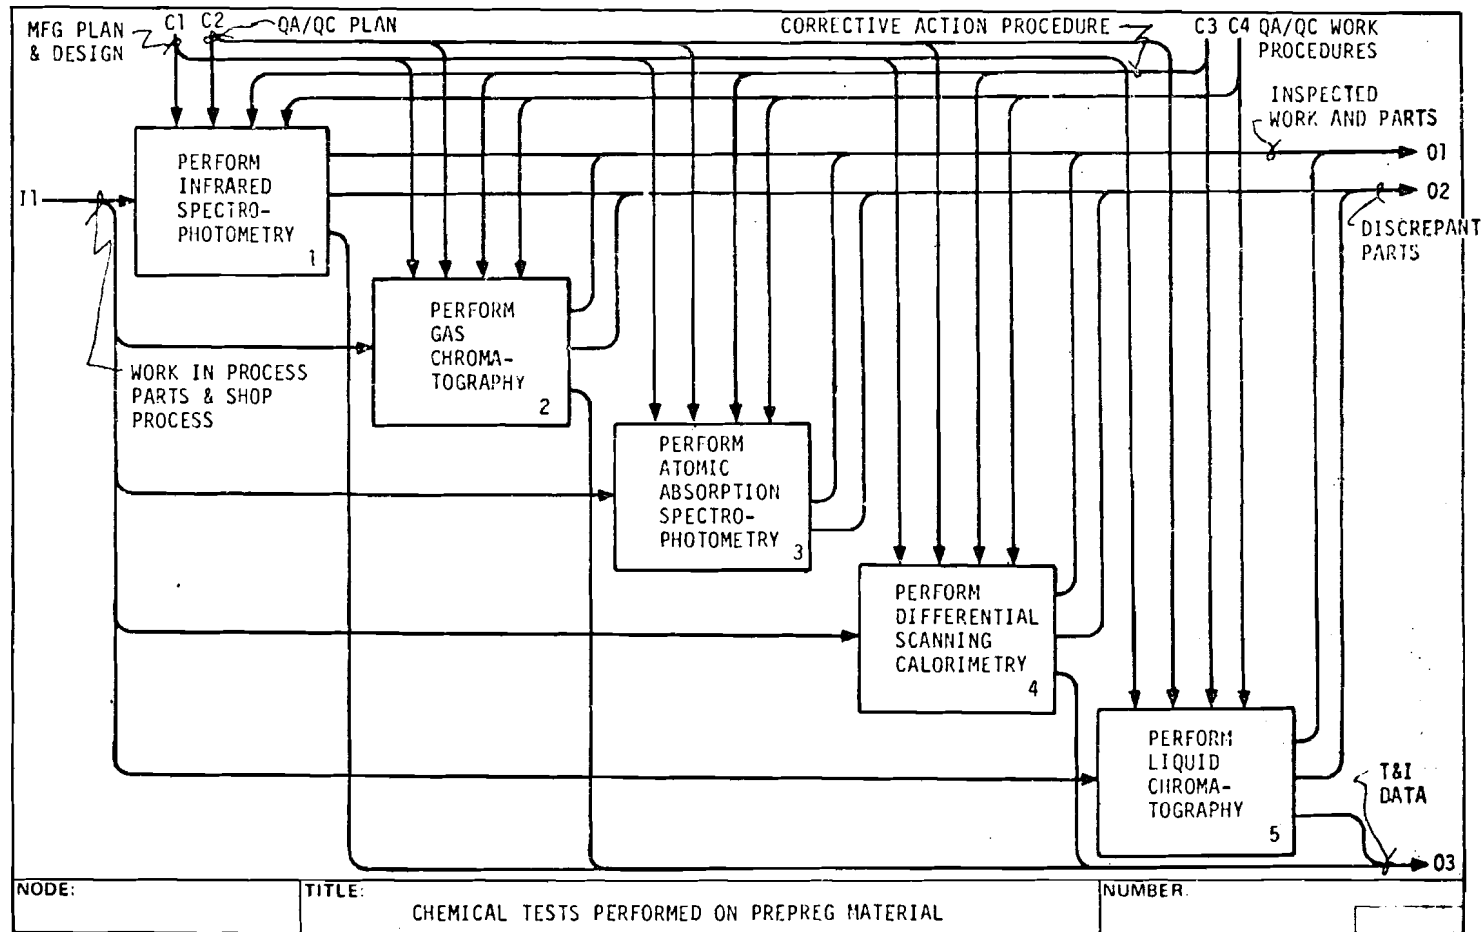 MFG PLAN
& DESIGN
C1
C2
QA/QC PLAN
CORRECTIVE ACTION PROCEDURE
C3
C4
QA/QC WORK
PROCEDURES
INSPECTED
WORK AND PARTS
O1
O2
DISCREPANT
PARTS
I1
PERFORM
INFRARED
SPECTRO-
PHOTOMETRY
1
PERFORM
GAS
CHROMA-
TOGRAPHY
2
WORK IN PROCESS
PARTS & SHOP
PROCESS
PERFORM
ATOMIC
ABSORPTION
SPECTRO-
PHOTOMETRY
3
PERFORM
DIFFERENTIAL
SCANNING
CALORIMETRY
4
PERFORM
LIQUID
CHROMA-
TOGRAPHY
5
T&I
DATA
O3
NODE:
TITLE:
CHEMICAL TESTS PERFORMED ON PREPREG MATERIAL
NUMBER: